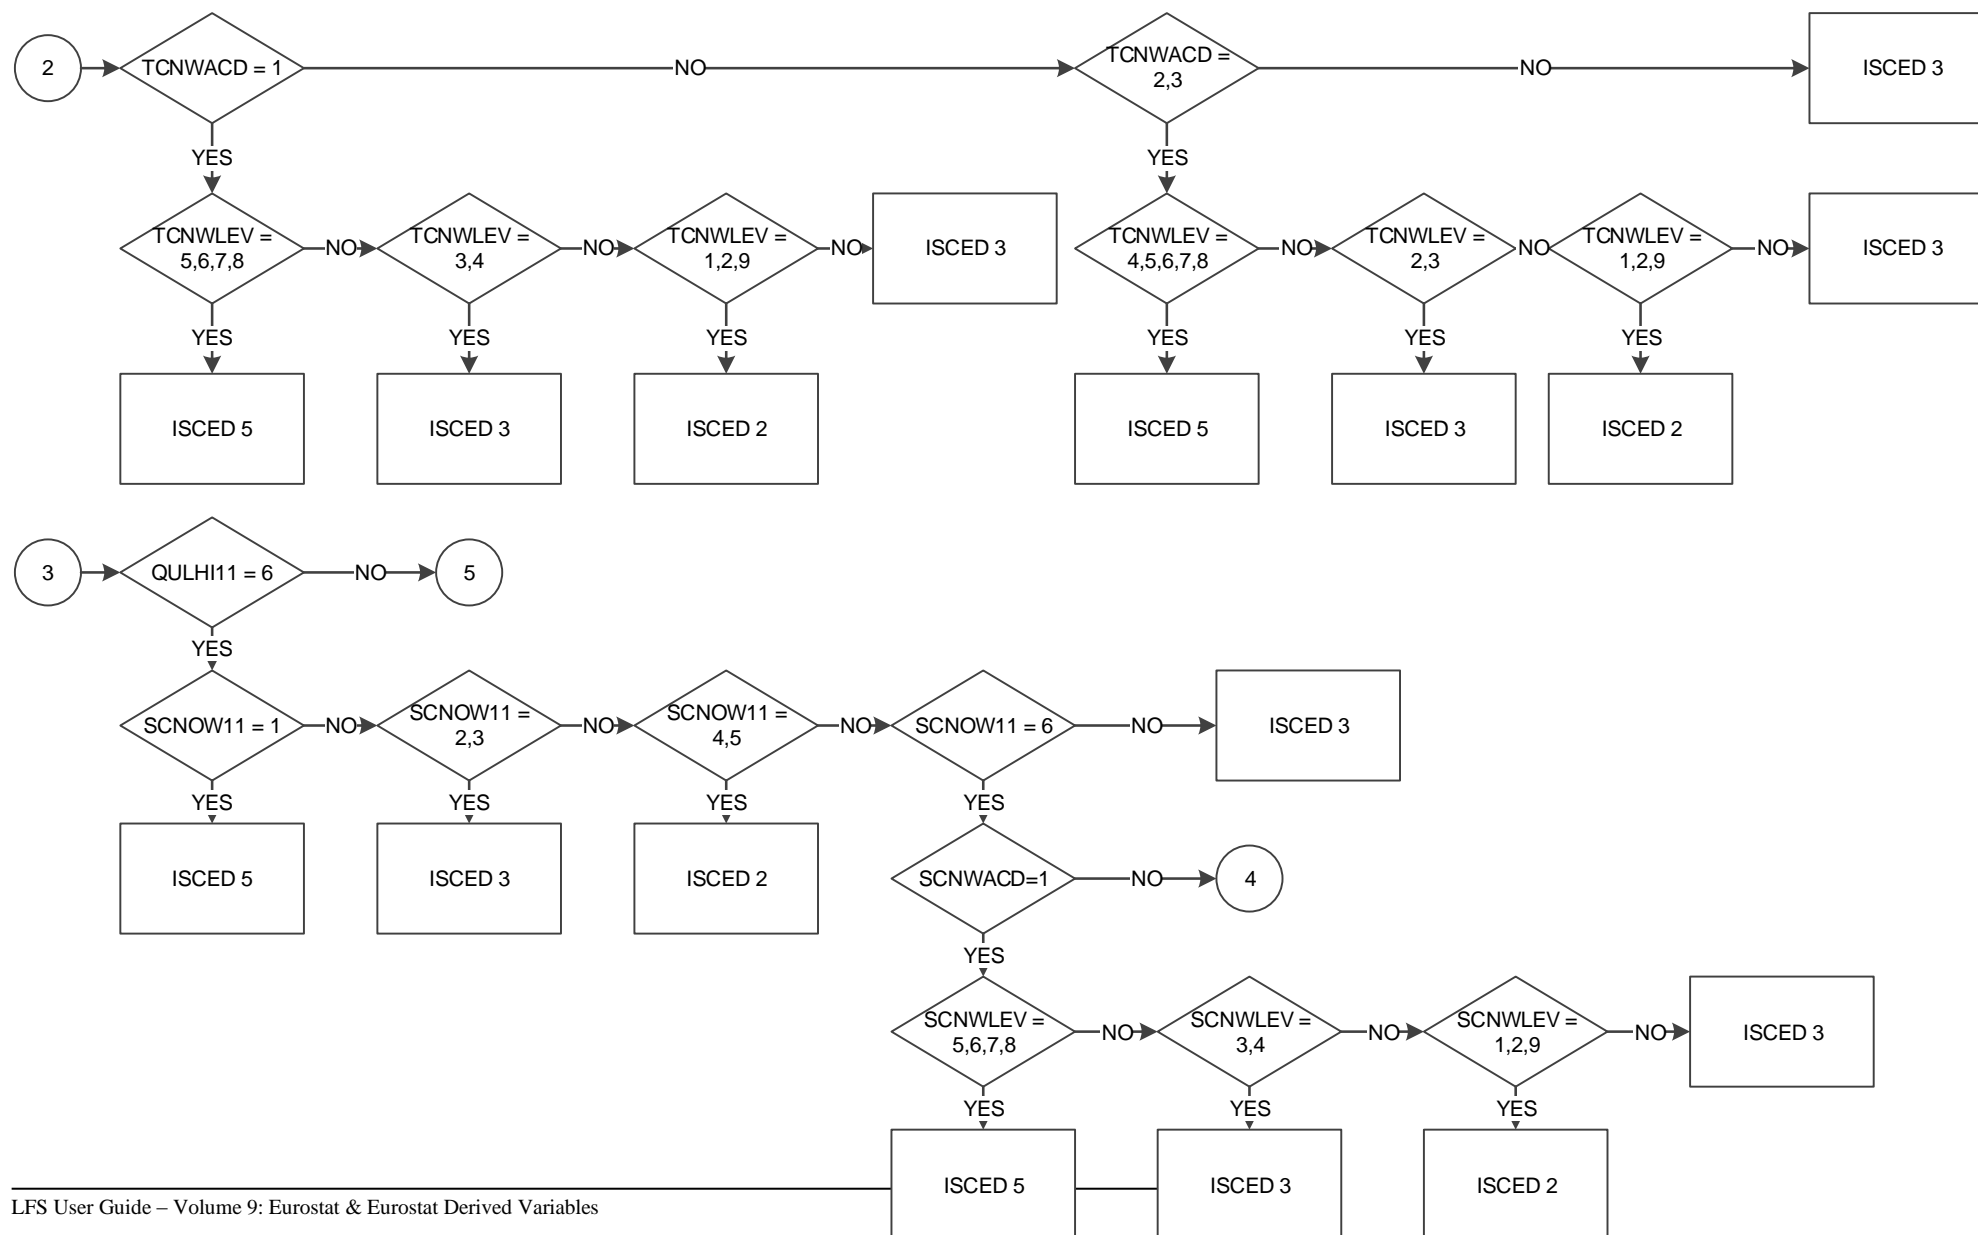 2
TCNWACD = 1
NO
TCNWACD =
2,3
NO
ISCED 3
YES
YES
TCNWLEV =
5,6,7,8
NO
TCNWLEV =
3,4
NO
TCNWLEV =
1,2,9
NO
ISCED 3
TCNWLEV =
4,5,6,7,8
NO
TCNWLEV =
2,3
NO
TCNWLEV =
1,2,9
NO
ISCED 3
YES
YES
YES
YES
YES
YES
ISCED 5
ISCED 3
ISCED 2
ISCED 5
ISCED 3
ISCED 2
3
QULHI11 = 6
NO
5
YES
SCNOW11 = 1
NO
SCNOW11 =
2,3
NO
SCNOW11 =
4,5
NO
SCNOW11 = 6
NO
ISCED 3
YES
YES
YES
YES
ISCED 5
ISCED 3
ISCED 2
SCNWACD=1
NO
4
YES
SCNWLEV =
5,6,7,8
NO
SCNWLEV =
3,4
NO
SCNWLEV =
1,2,9
NO
ISCED 3
YES
YES
YES
ISCED 5
ISCED 3
ISCED 2
LFS User Guide – Volume 9: Eurostat & Eurostat Derived Variables